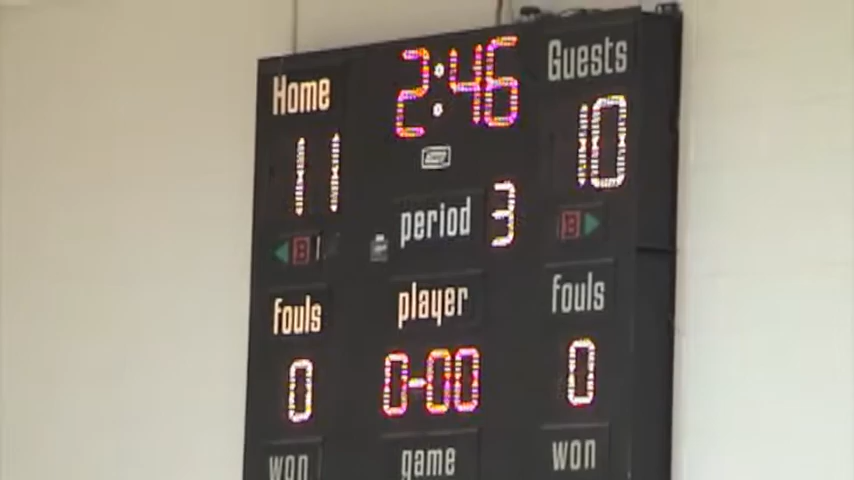 Home 2:46 Guests
11 10
period 3
B B
fouls player fouls
0 0-00 0
won game won